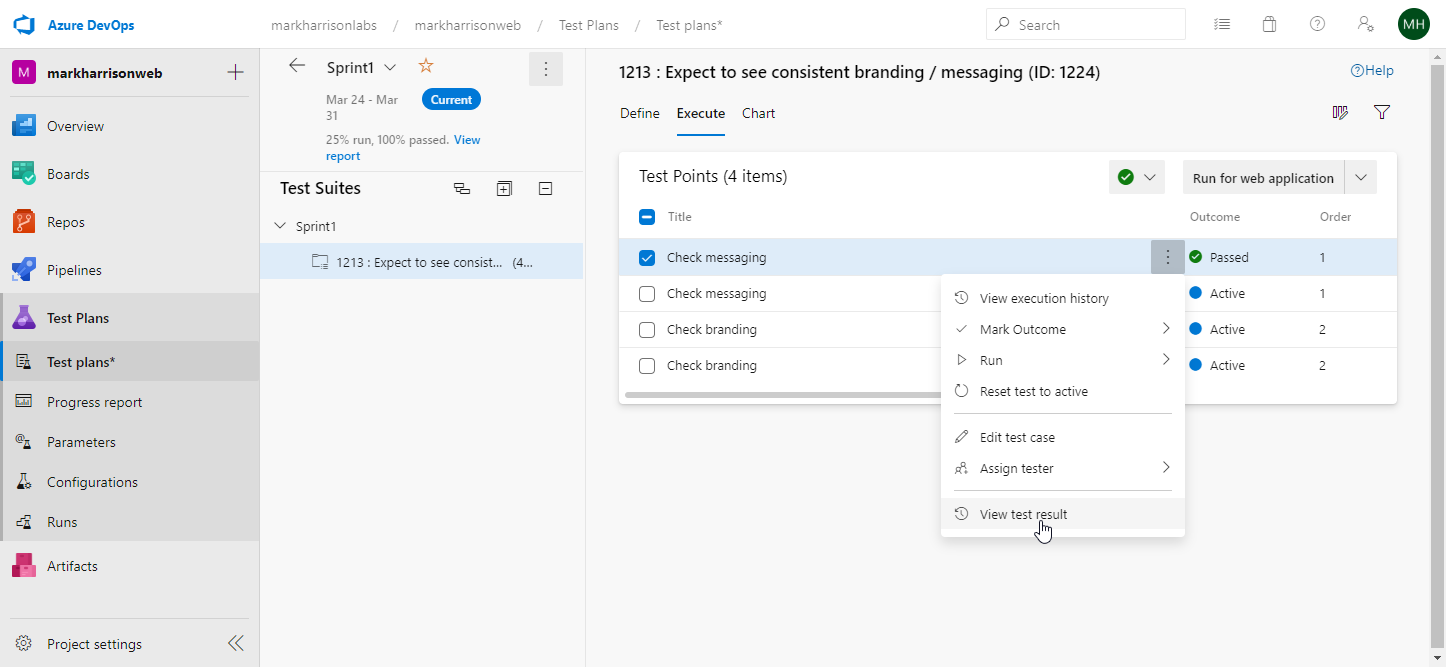 Azure DevOps
markharrisonlabs / markharrisonweb / Test Plans / Test plans*
Search
MH
M markharrisonweb
Overview
Boards
Repos
Pipelines
Test Plans
Test plans*
Progress report
Parameters
Configurations
Runs
Artifacts
Project settings
Sprint1
Mar 24 - Mar
31
Current
25% run, 100% passed. View
report
Test Suites
Sprint1
1213 : Expect to see consist... (4...
1213 : Expect to see consistent branding / messaging (ID: 1224)
Help
Define Execute Chart
Test Points (4 items)
Run for web application
Title Outcome Order
Check messaging Passed 1
Check messaging Active 1
Check branding Active 2
Check branding Active 2
View execution history
Mark Outcome
Run
Reset test to active
Edit test case
Assign tester
View test result